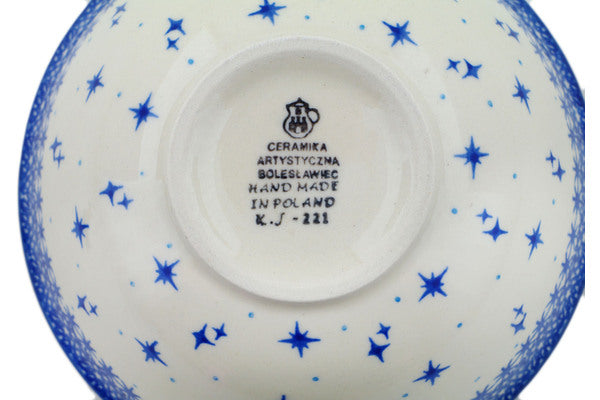 CERAMIKA
ARTYSTYCZNA
BOLESŁAWIEC
HAND MADE
IN POLAND
K.J - 221